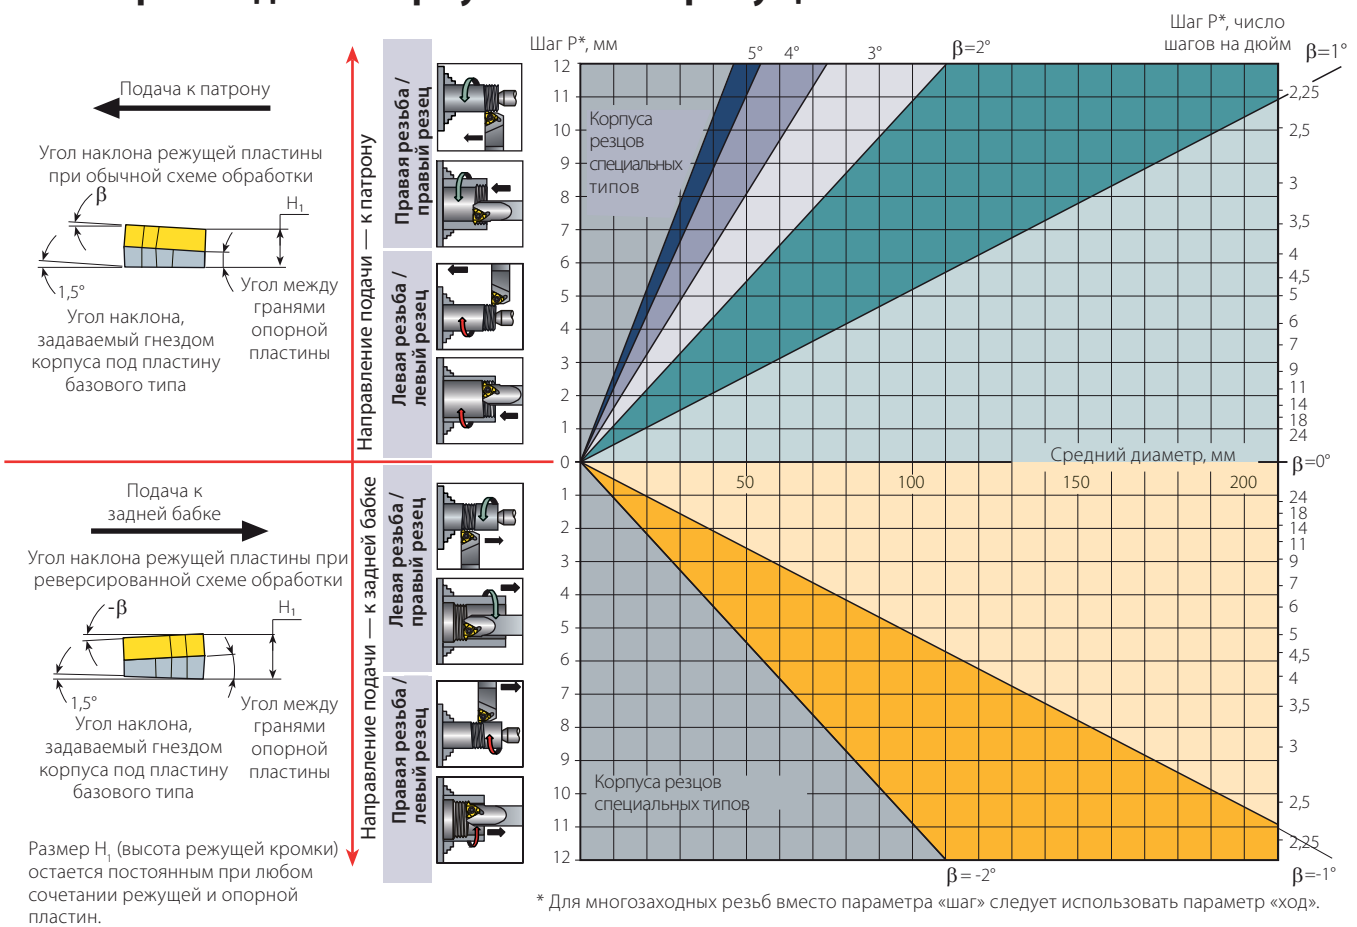 Подача к патрону
Угол наклона режущей пластины
при обычной схеме обработки
β
H1
1,5°
Угол наклона,
задаваемый гнездом
корпуса под пластину
базового типа
Угол между
гранями
опорной
пластины
Подача к
задней бабке
Угол наклона режущей пластины при
реверсированной схеме обработки
-β
H1
1,5°
Угол наклона,
задаваемый гнездом
корпуса под пластину
базового типа
Угол между
гранями
опорной
пластины
Размер H1 (высота режущей кромки)
остается постоянным при любом
сочетании режущей и опорной
пластин.
Направление подачи — к патрону
Направление подачи — к задней бабке
Правая резьба /
правый резец
Левая резьба /
левый резец
Левая резьба /
правый резец
Правая резьба /
левый резец
Шаг P*, мм
5°
4°
3°
β=2°
Шаг P*, число
шагов на дюйм
β=1°
12
11
10
9
8
7
6
5
4
3
2
1
0
1
2
3
4
5
6
7
8
9
10
11
12
Корпуса
резцов
специальных
типов
2,25
2,5
3
3,5
4
4,5
5
6
7
9
11
14
18
24
Средний диаметр, мм
β=0°
50
100
150
200
24
18
14
11
9
7
6
5
4,5
4
3,5
3
2,5
2,25
Корпуса резцов
специальных типов
β= -2°
β=-1°
* Для многозаходных резьб вместо параметра «шаг» следует использовать параметр «ход».